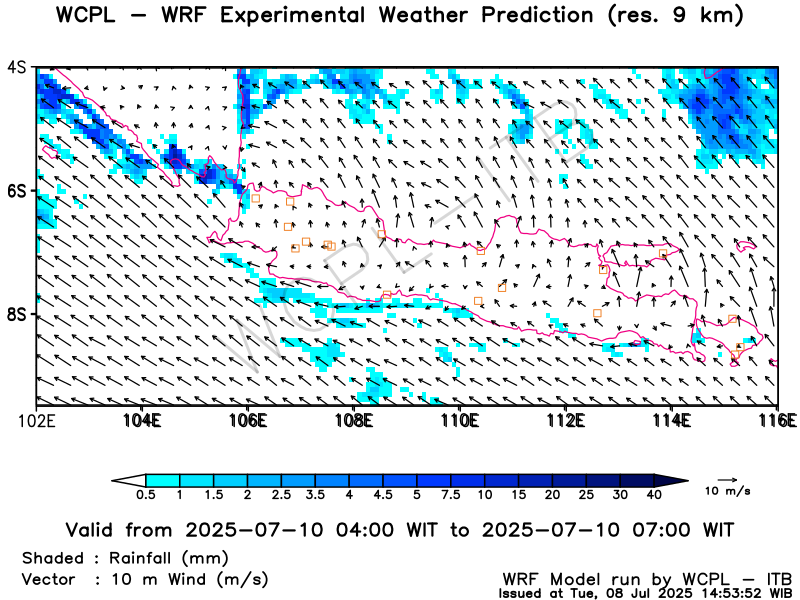 WCPL – WRF Experimental Weather Prediction (res. 9 km)
4S
6S
8S
102E 104E 106E 108E 110E 112E 114E 116E
WCPL–ITB
0.5 1 1.5 2 2.5 3.5 4 4.5 5 7.5 10 15 20 25 30 40
10 m/s
Valid from 2025-07-10 04:00 WIT to 2025-07-10 07:00 WIT
Shaded : Rainfall (mm)
Vector : 10 m Wind (m/s)
WRF Model run by WCPL – ITB
Issued at Tue, 08 Jul 2025 14:53:52 WIB